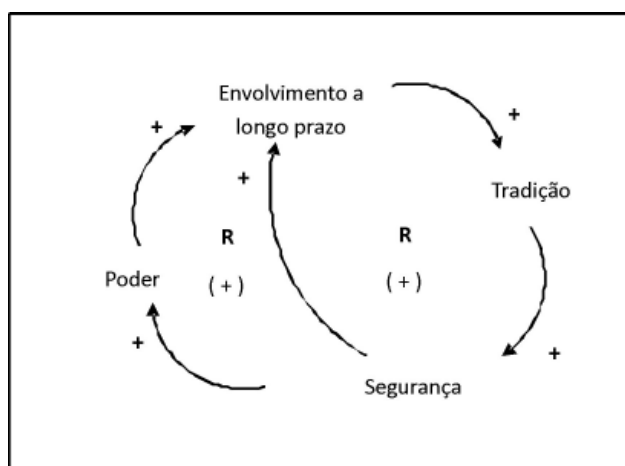 Envolvimento a
longo prazo
+
+
+
Tradição
R
R
Poder
( + )
( + )
+
+
Segurança